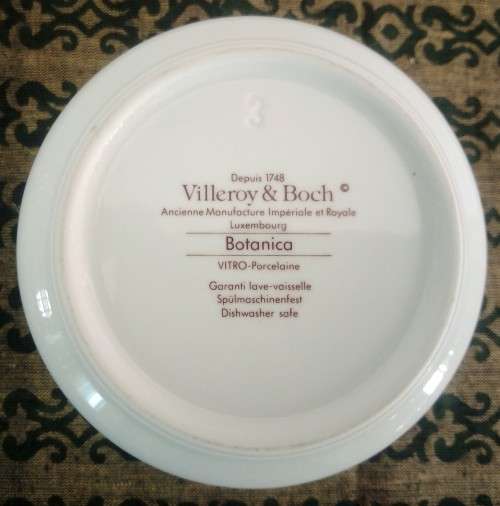 Depuis 1748
Villeroy & Boch ©
Ancienne Manufacture Impériale et Royale
Luxembourg
Botanica
VITRO-Porcelaine
Garanti lave-vaisselle
Spülmaschinenfest
Dishwasher safe